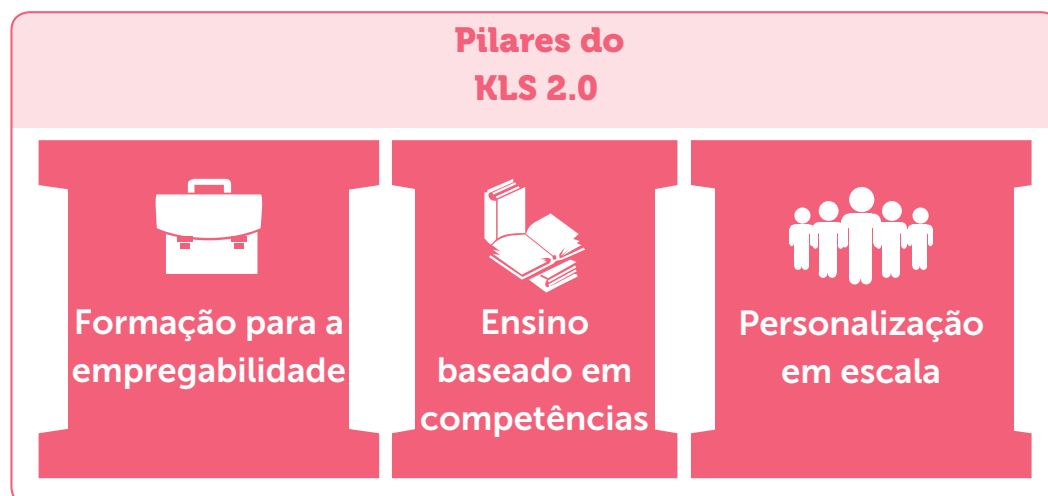 Pilares do
KLS 2.0
Formação para a
empregabilidade
Ensino
baseado em
competências
Personalização
em escala